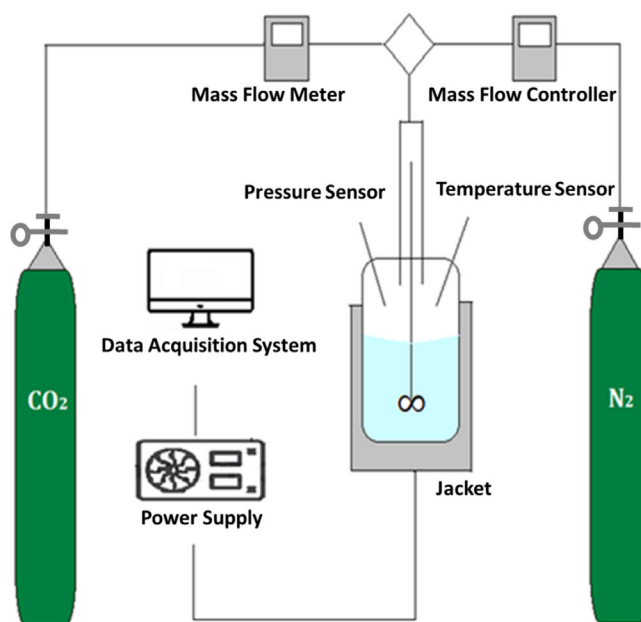 Mass Flow Meter
Mass Flow Controller
Pressure Sensor
Temperature Sensor
Data Acquisition System
CO₂
N₂
Jacket
Power Supply